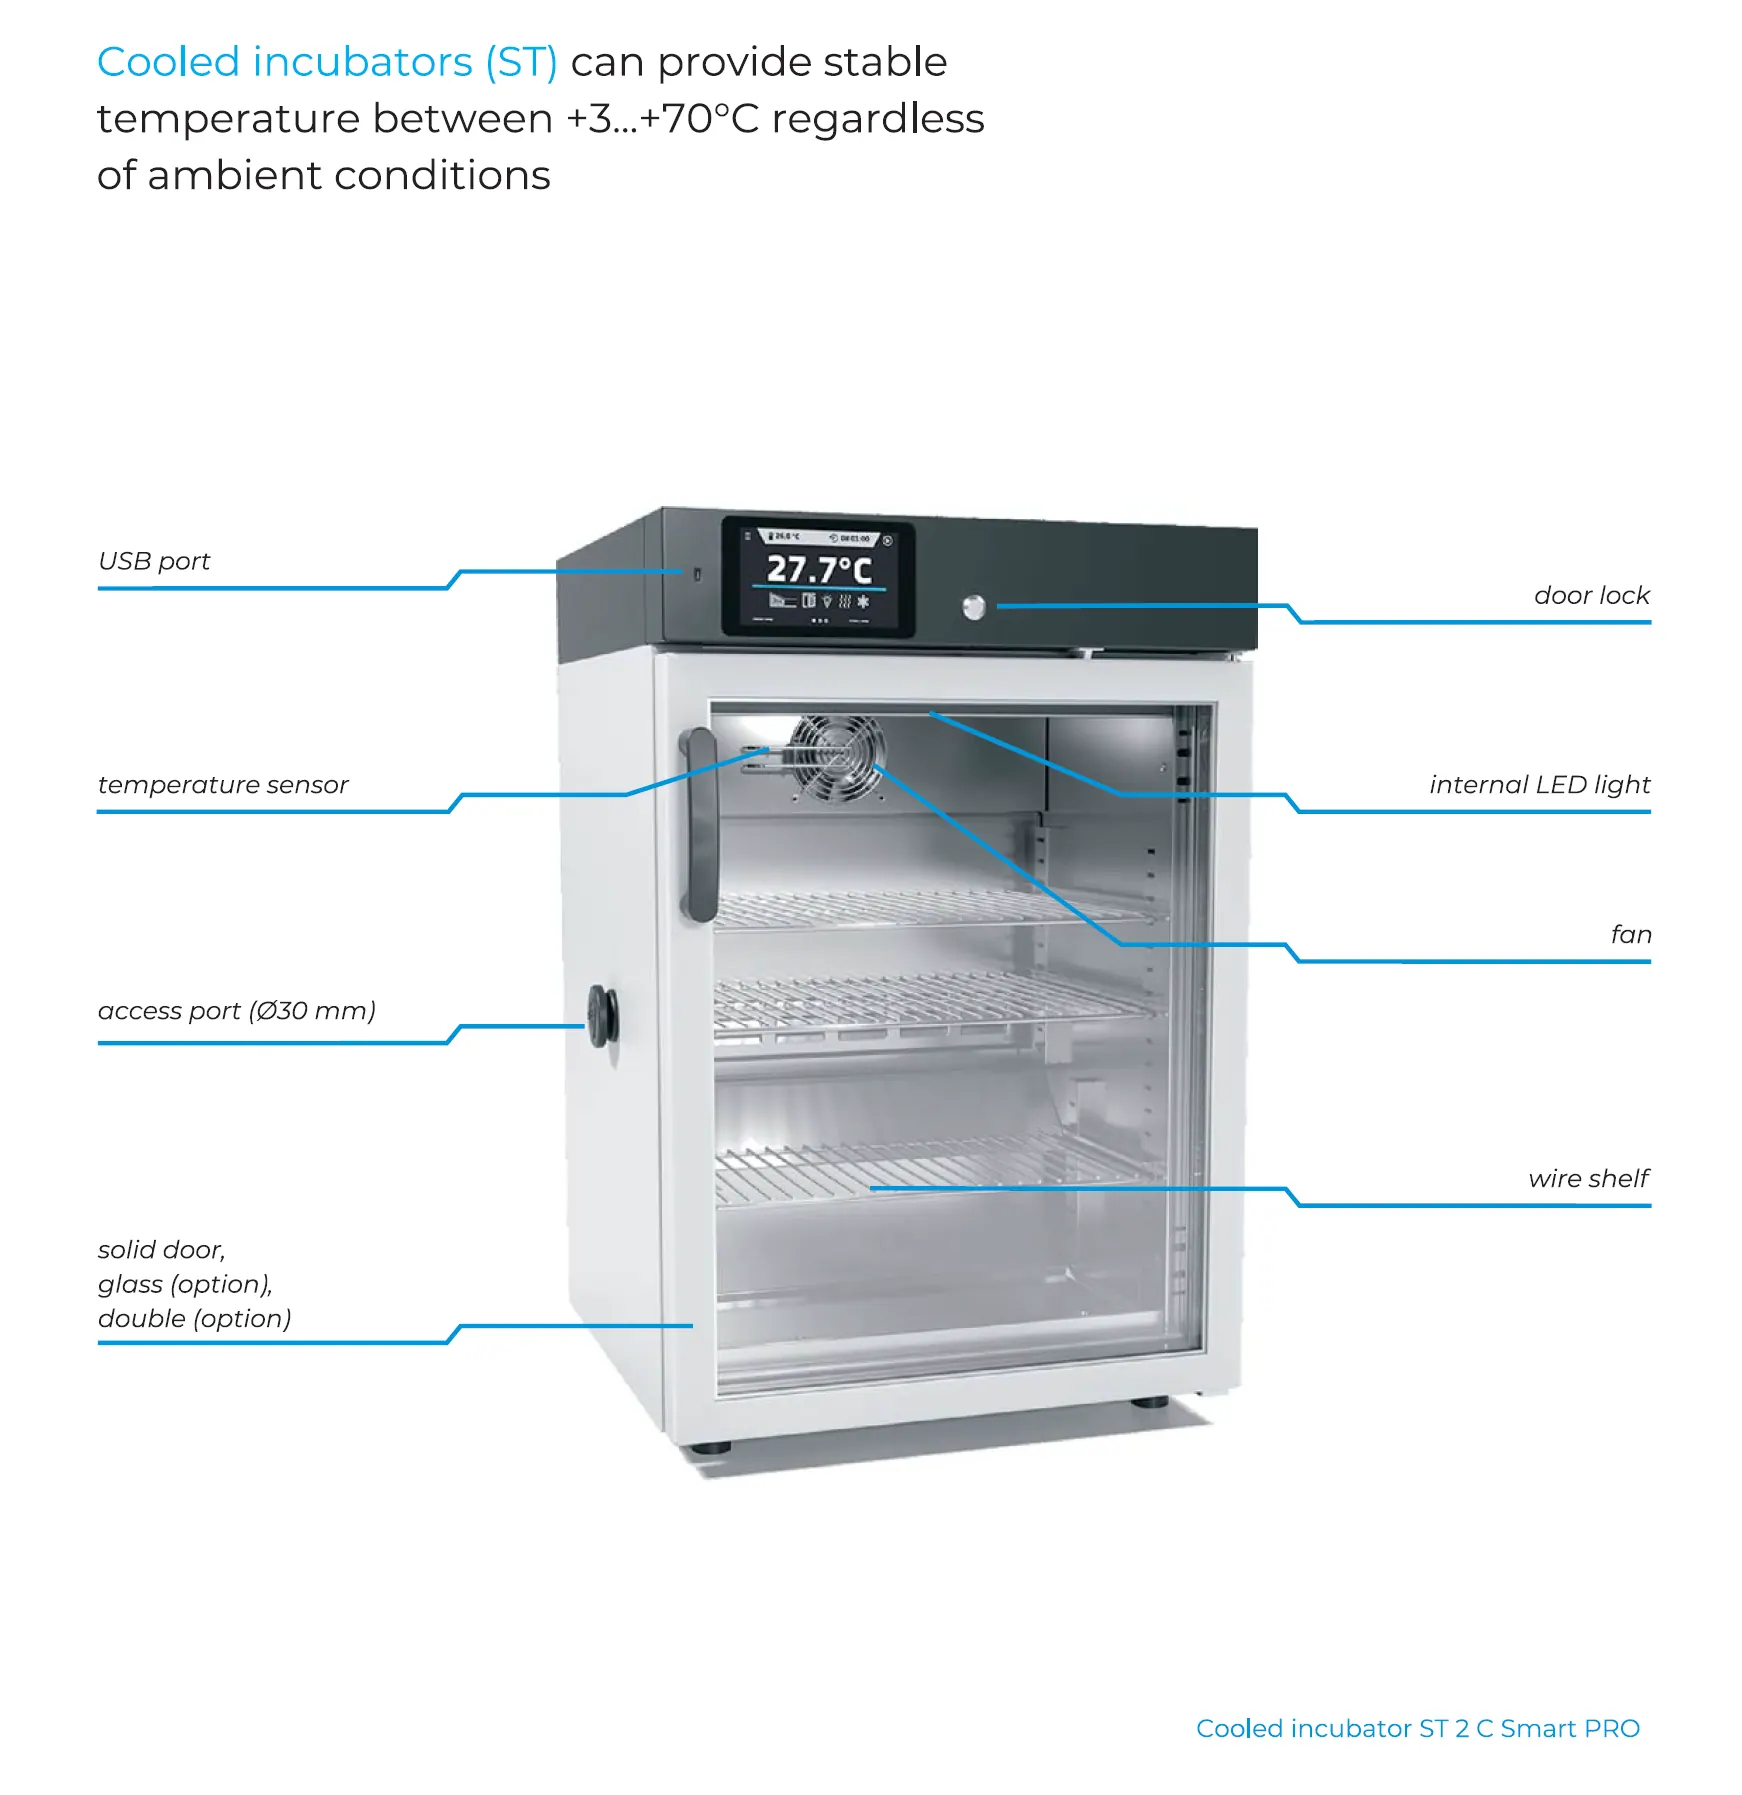 Cooled incubators (ST) can provide stable
temperature between +3...+70°C regardless
of ambient conditions
USB port
27.7°C
door lock
temperature sensor
internal LED light
fan
access port (Ø30 mm)
wire shelf
solid door,
glass (option),
double (option)
Cooled incubator ST 2 C Smart PRO